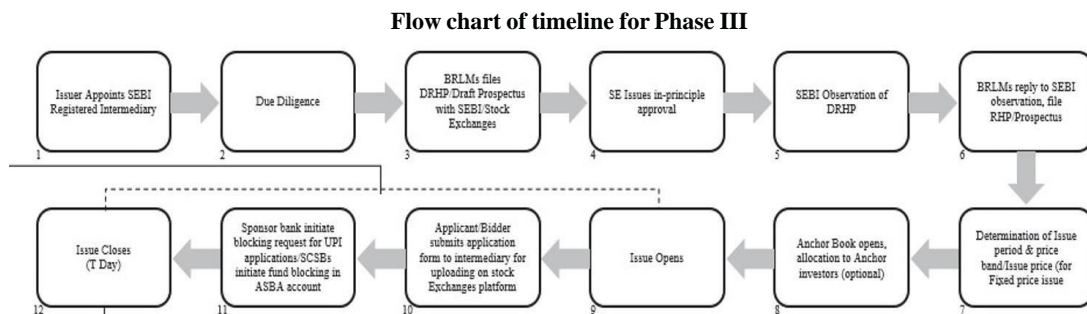 Flow chart of timeline for Phase III
Issuer Appoints SEBI
Registered Intermediary
1
Due Diligence
2
BRLMs files
DRHP/Draft Prospectus
with SEBI/Stock
Exchanges
3
SE Issues in-principle
approval
4
SEBI Observation of
DRHP
5
BRLMs reply to SEBI
observation, file
RHP/Prospectus
6
Determination of Issue
period & price
band/Issue price (for
Fixed price issue
7
Anchor Book opens,
allocation to Anchor
investors (optional)
8
Issue Opens
9
Applicant/Bidder
submits application
form to intermediary for
uploading on stock
Exchanges platform
10
Sponsor bank initiate
blocking request for UPI
applications/SCSBs
initiate fund blocking in
ASBA account
11
Issue Closes
(T Day)
12